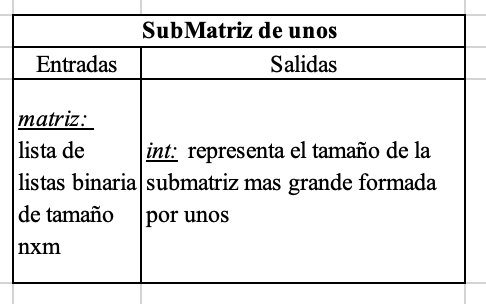 SubMatriz de unos
Entradas
Salidas
matriz:
lista de
listas binaria
de tamaño
nxm
int: representa el tamaño de la
submatriz mas grande formada
por unos